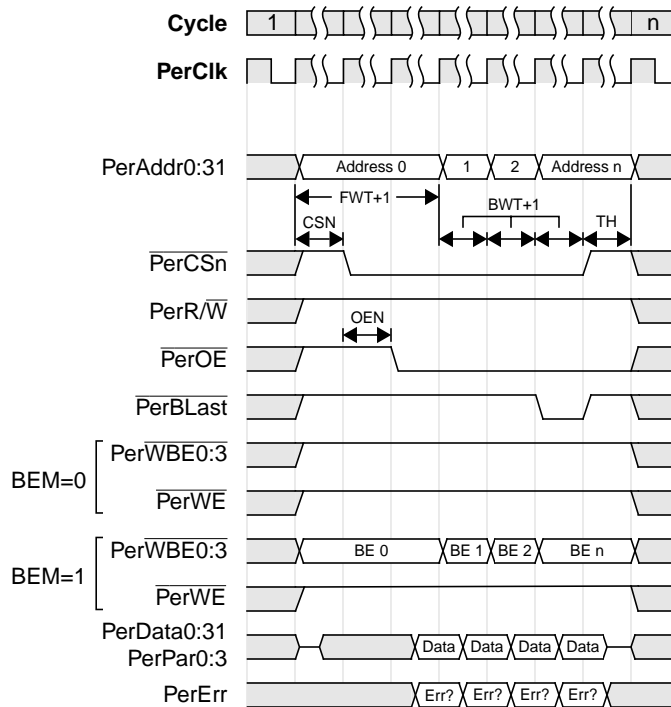 Cycle 1 n
PerClk
PerAddr0:31 Address 0 1 2 Address n
FWT+1 BWT+1
CSN TH
PerCSn
PerR/W
OEN
PerOE
PerBLast
BEM=0
PerWBE0:3
PerWE
BEM=1
PerWBE0:3 BE 0 BE 1 BE 2 BE n
PerWE
PerData0:31
PerPar0:3 Data Data Data Data
PerErr Err? Err? Err? Err?